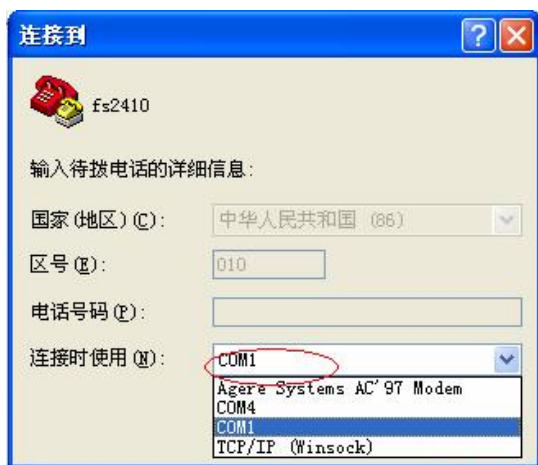 连接到
fs2410
输入待拨电话的详细信息:
国家(地区)(C): 中华人民共和国 (86)
区号(E): 010
电话号码(P):
连接时使用(N): COM1
Agere Systems AC'97 Modem
COM4
COM1
TCP/IP (Winsock)